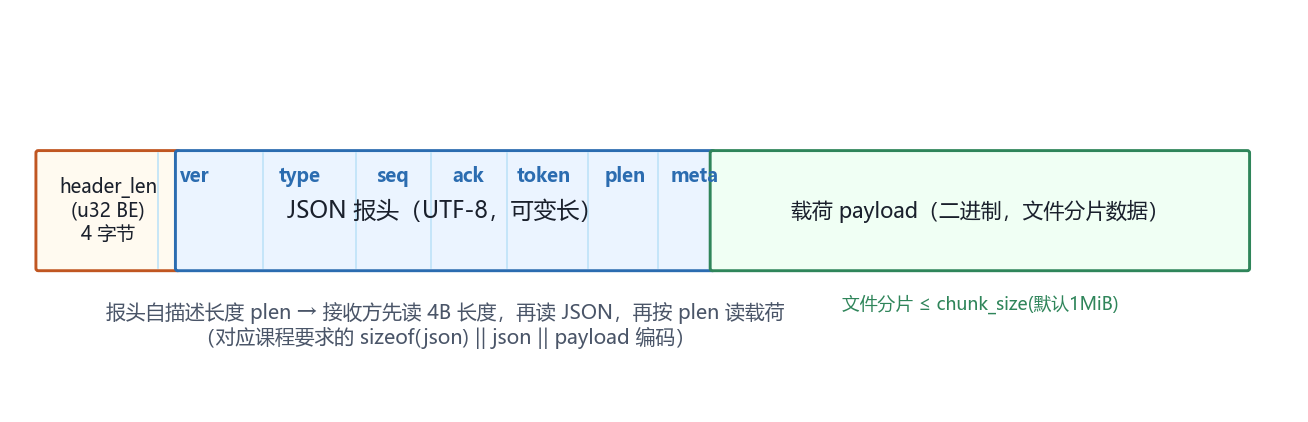 header_len
(u32 BE)
4 字节
ver type seq ack token plen meta
JSON 报头（UTF-8，可变长）
载荷 payload（二进制，文件分片数据）
报头自描述长度 plen → 接收方先读 4B 长度，再读 JSON，再按 plen 读载荷
（对应课程要求的 sizeof(json) || json || payload 编码）
文件分片 ≤ chunk_size(默认1MiB)